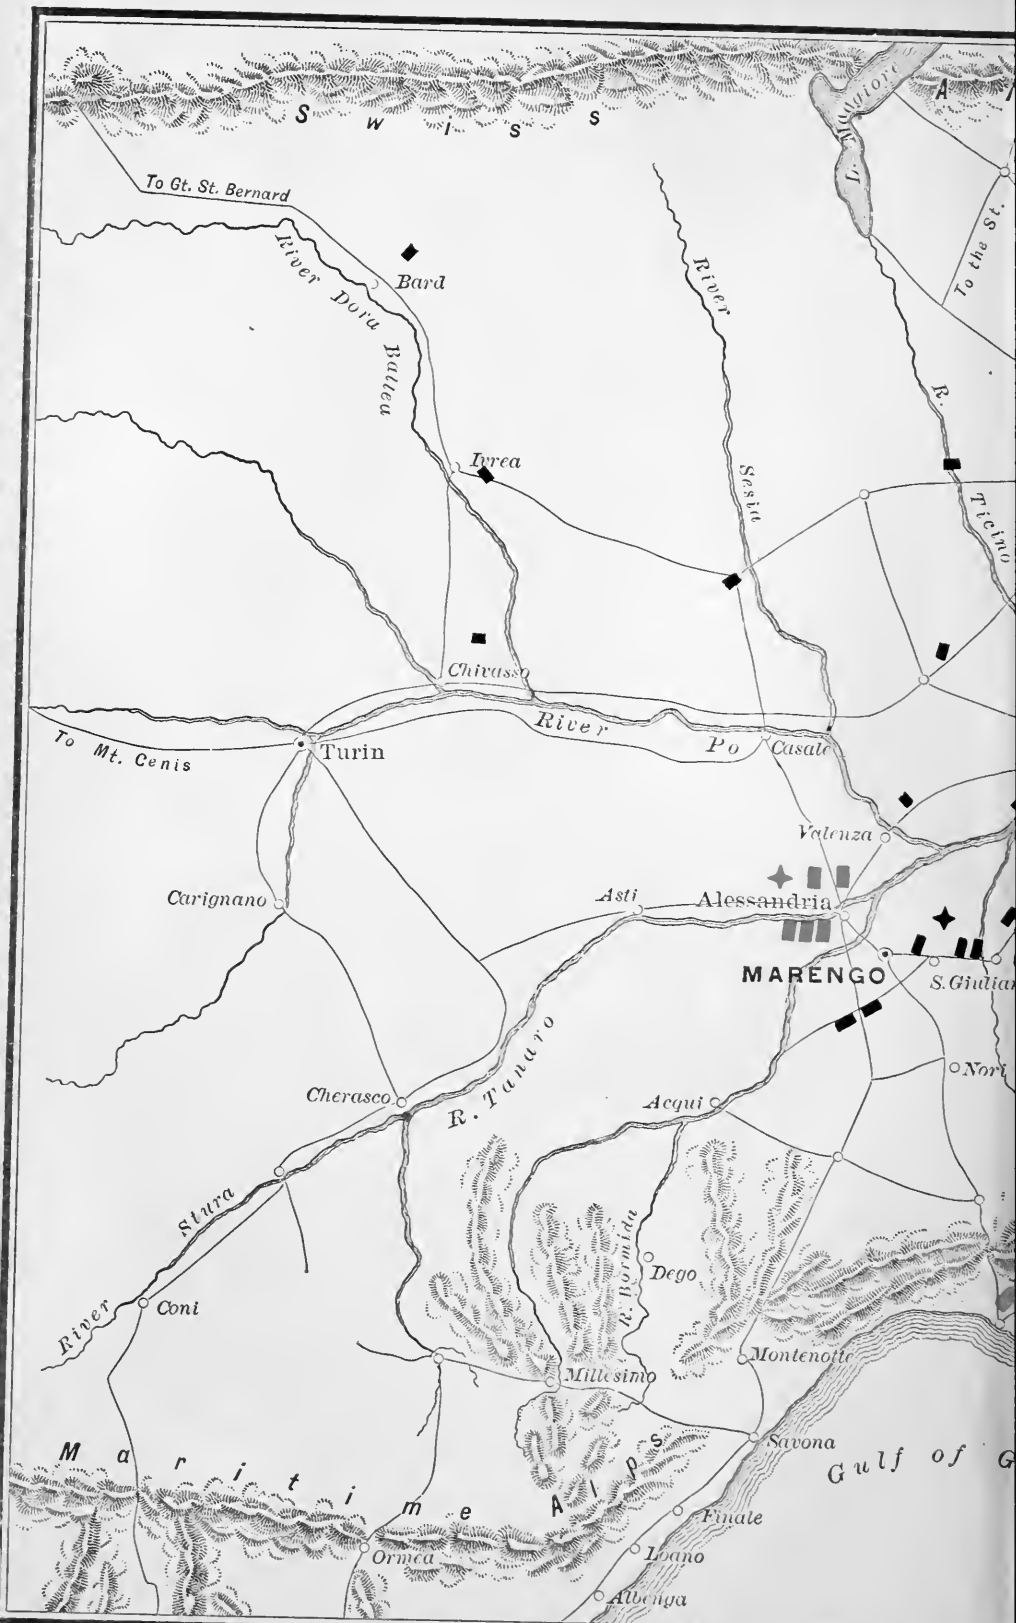 Swiss
A
L. Maggiore
To Gt. St. Bernard
To the St.
River Dora Baltea
Bard
River Sesia
R. Ticino
Ivrea
Chivasso
River Po
To Mt. Cenis
Turin
Casale
Valenza
Carignano
Asti
Alessandria
MARENGO
S. Giulian
R. Tanaro
Novi
Cherasco
Acqui
River Stura
R. Bormida
Dego
Coni
Montenotte
Millesimo
Savona
Gulf of G
Maritime Alps
Finale
Ormea
Loano
Albenga